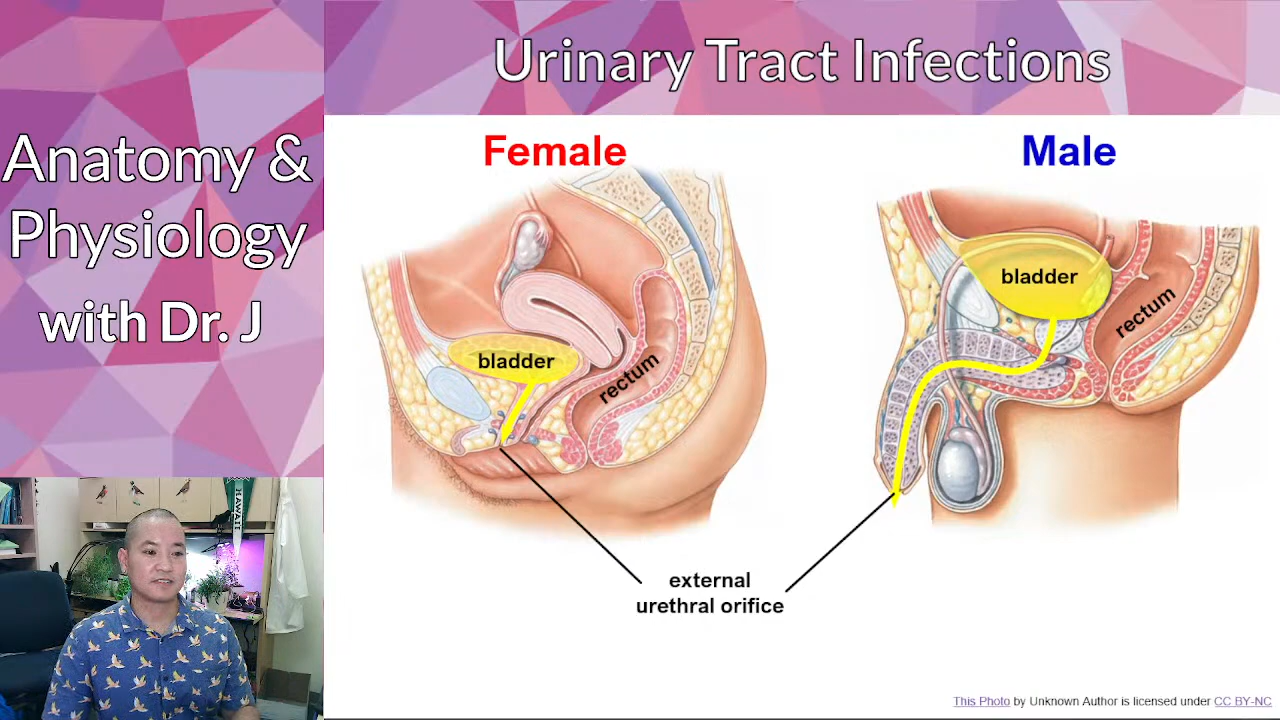 Urinary Tract Infections
Anatomy &
Physiology
with Dr. J
Female
Male
bladder
rectum
bladder
rectum
external
urethral orifice
HAWAII
This Photo by Unknown Author is licensed under CC BY-NC